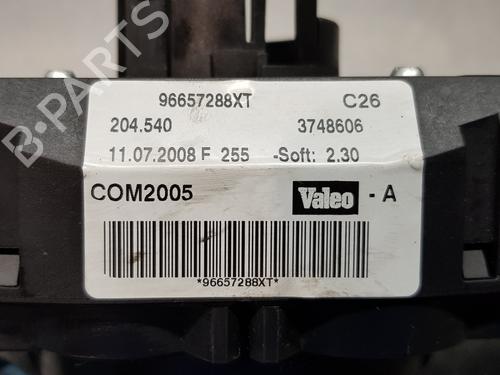 96657288XT C26
204.540 3748606
11.07.2008 F 255 -Soft: 2.30
COM2005 Valeo - A
*96657288XT*
B-PARTS